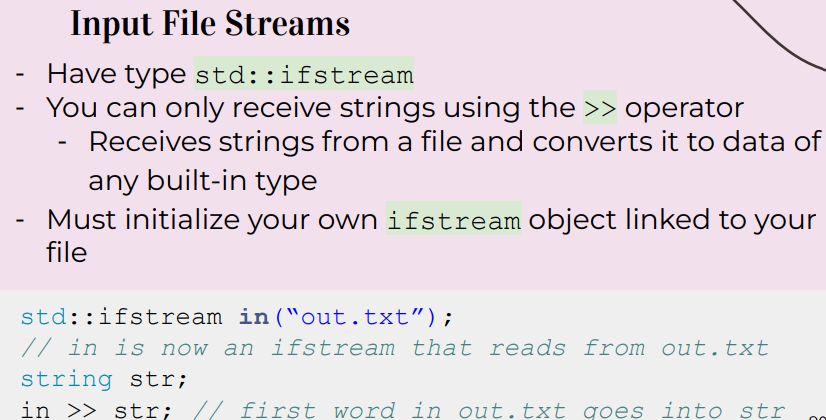 Input File Streams
- Have type std::ifstream
- You can only receive strings using the >> operator
- Receives strings from a file and converts it to data of
any built-in type
- Must initialize your own ifstream object linked to your
file
std::ifstream in(“out.txt”);
// in is now an ifstream that reads from out.txt
string str;
in >> str; // first word in out.txt goes into str